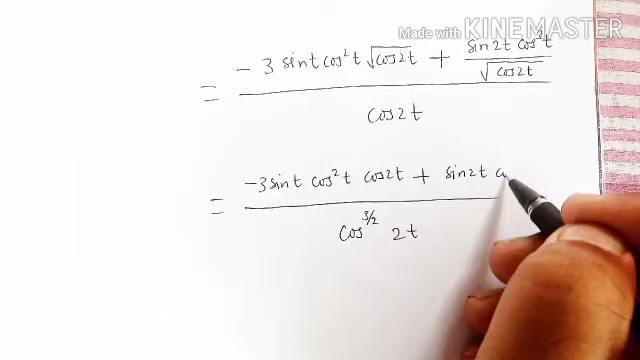 Made with KINEMASTER
= (-3 sint cos²t √cos2t + (sin2t cos³t)/(√cos2t))/(cos2t)
= (-3 sint cos²t cos2t + sin2t co)/(cos^(3/2) 2t)